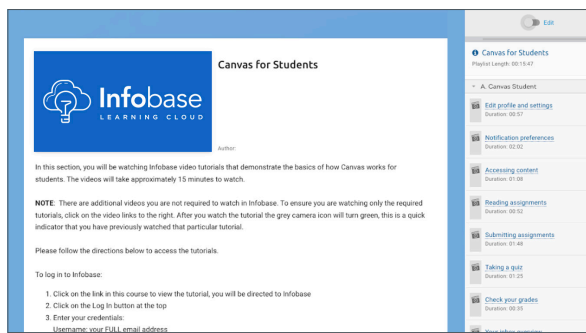 Edit
Infobase
LEARNING CLOUD
Canvas for Students
Author:
In this section, you will be watching Infobase video tutorials that demonstrate the basics of how Canvas works for
students. The videos will take approximately 15 minutes to watch.
NOTE: There are additional videos you are not required to watch in Infobase. To ensure you are watching only the required
tutorials, click on the video links to the right. After you watch the tutorial the grey camera icon will turn green, this is a quick
indicator that you have previously watched that particular tutorial.
Please follow the directions below to access the tutorials.
To log in to Infobase:
1. Click on the link in this course to view the tutorial, you will be directed to Infobase
2. Click on the Log In button at the top
3. Enter your credentials:
Username: your FULL email address
Canvas for Students
Playlist Length: 00:15:47
A. Canvas Student
Edit profile and settings
Duration: 00:57
Notification preferences
Duration: 02:02
Accessing content
Duration: 01:08
Reading assignments
Duration: 00:52
Submitting assignments
Duration: 01:48
Taking a quiz
Duration: 01:25
Check your grades
Duration: 00:35